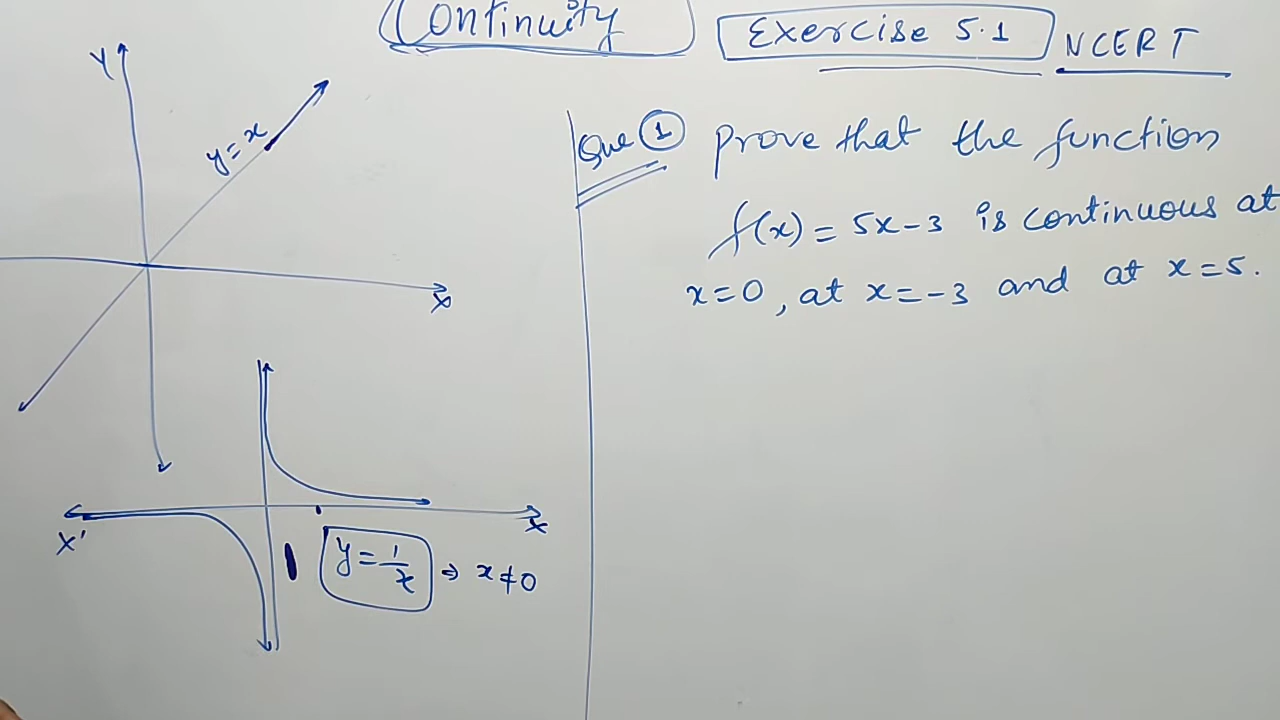 Continuity
Exercise 5.1 NCERT
Y
y=x
X
X'
X
y=1/x ⇒ x≠0
Que 1 prove that the function
f(x)=5x-3 is continuous at
x=0, at x=-3 and at x=5.